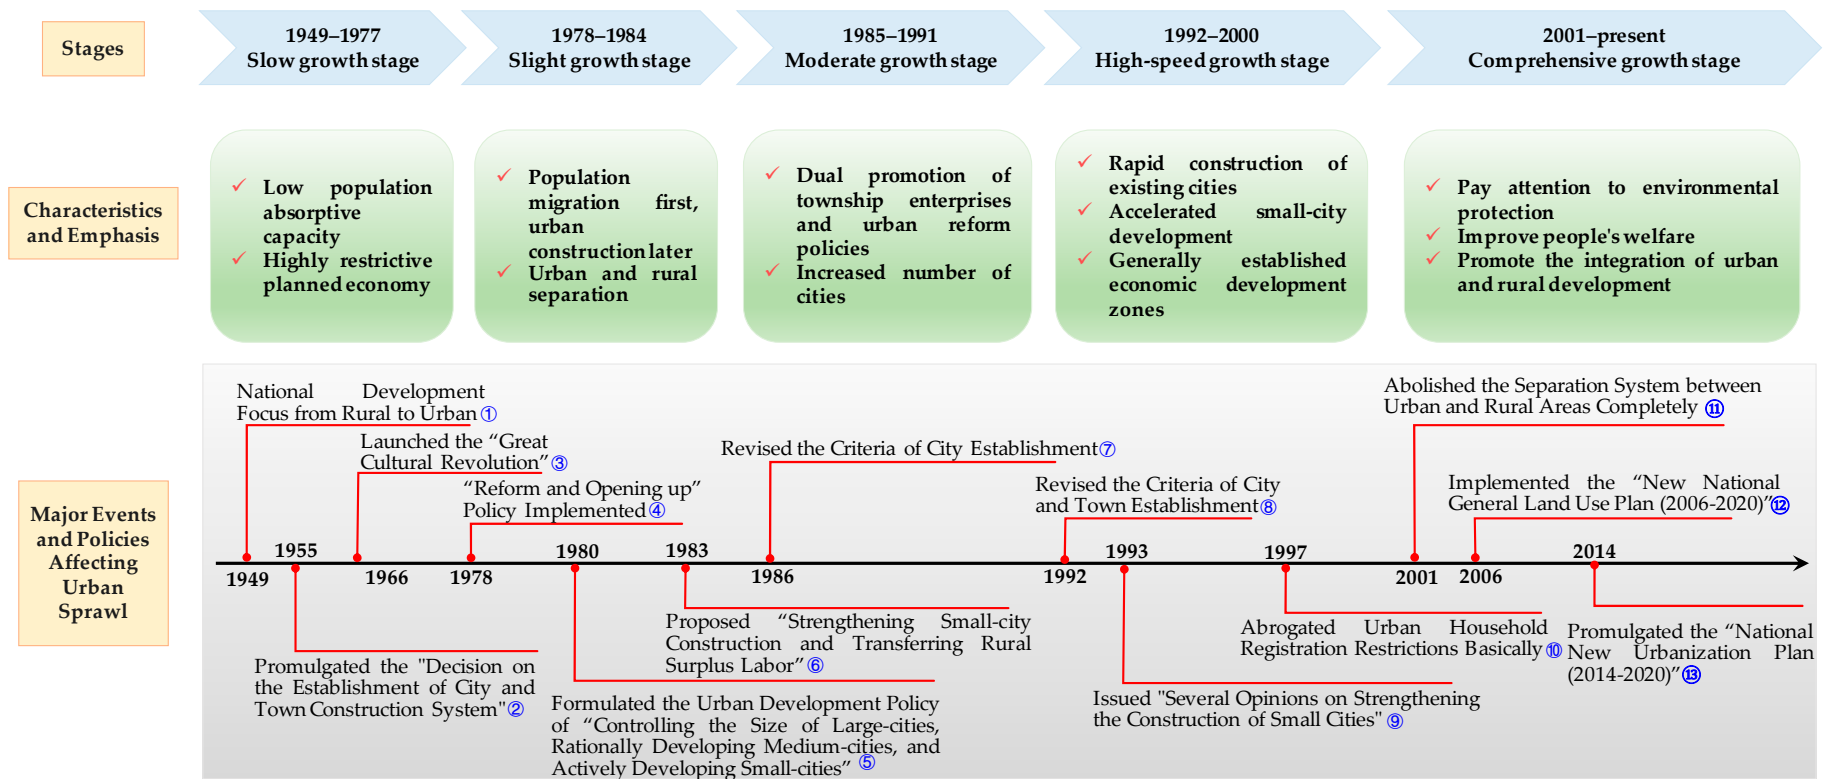 Stages
1949–1977
Slow growth stage
1978–1984
Slight growth stage
1985–1991
Moderate growth stage
1992–2000
High-speed growth stage
2001–present
Comprehensive growth stage
Characteristics
and Emphasis
✓ Low population
absorptive
capacity
✓ Highly restrictive
planned economy
✓ Population
migration first,
urban
construction later
✓ Urban and rural
separation
✓ Dual promotion of
township enterprises
and urban reform
policies
✓ Increased number of
cities
✓ Rapid construction of
existing cities
✓ Accelerated small-city
development
✓ Generally established
economic development
zones
✓ Pay attention to environmental
protection
✓ Improve people's welfare
✓ Promote the integration of urban
and rural development
Major Events
and Policies
Affecting
Urban
Sprawl
National Development
Focus from Rural to Urban ①
Launched the “Great
Cultural Revolution” ③
“Reform and Opening up”
Policy Implemented ④
Revised the Criteria of City Establishment ⑦
Revised the Criteria of City
and Town Establishment ⑧
Abolished the Separation System between
Urban and Rural Areas Completely ⑪
Implemented the “New National
General Land Use Plan (2006-2020)” ⑫
1949
1955
1966
1978
1980
1983
1986
1992
1993
1997
2001
2006
2014
Promulgated the "Decision on
the Establishment of City and
Town Construction System" ②
Formulated the Urban Development Policy
of “Controlling the Size of Large-cities,
Rationally Developing Medium-cities, and
Actively Developing Small-cities” ⑤
Proposed “Strengthening Small-city
Construction and Transferring Rural
Surplus Labor” ⑥
Issued "Several Opinions on Strengthening
the Construction of Small Cities" ⑨
Abrogated Urban Household
Registration Restrictions Basically ⑩
Promulgated the “National
New Urbanization Plan
(2014-2020)” ⑬